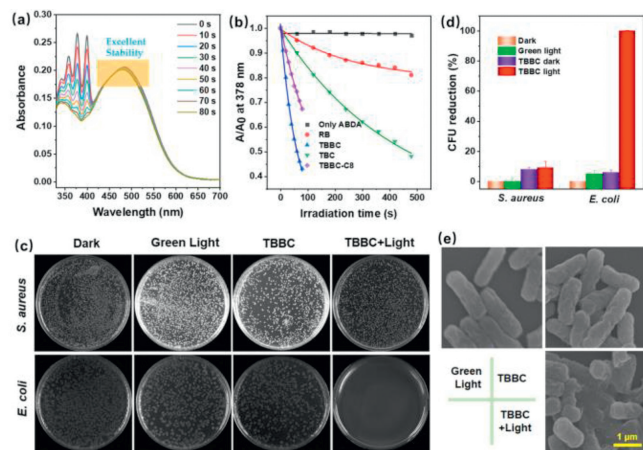 (a)
Excellent
Stability
0 s
10 s
20 s
30 s
40 s
50 s
60 s
70 s
80 s
0.30
0.25
0.20
0.15
0.10
0.05
0.00
Absorbance
350 400 450 500 550 600 700
Wavelength (nm)
(b)
1.0
0.9
0.8
0.7
0.6
0.5
0.4
A/A0 at 378 nm
Only ABDA
RB
TBBC
TBC
TBBC-C8
0 100 200 300 400 500
Irradiation time (s)
(d)
Dark
Green light
TBBC dark
TBBC light
100
80
60
40
20
0
CFU reduction (%)
S. aureus E. coli
(c)
Dark Green Light TBBC TBBC+Light
S. aureus
E. coli
(e)
Green
Light
TBBC
TBBC
+Light
1 μm